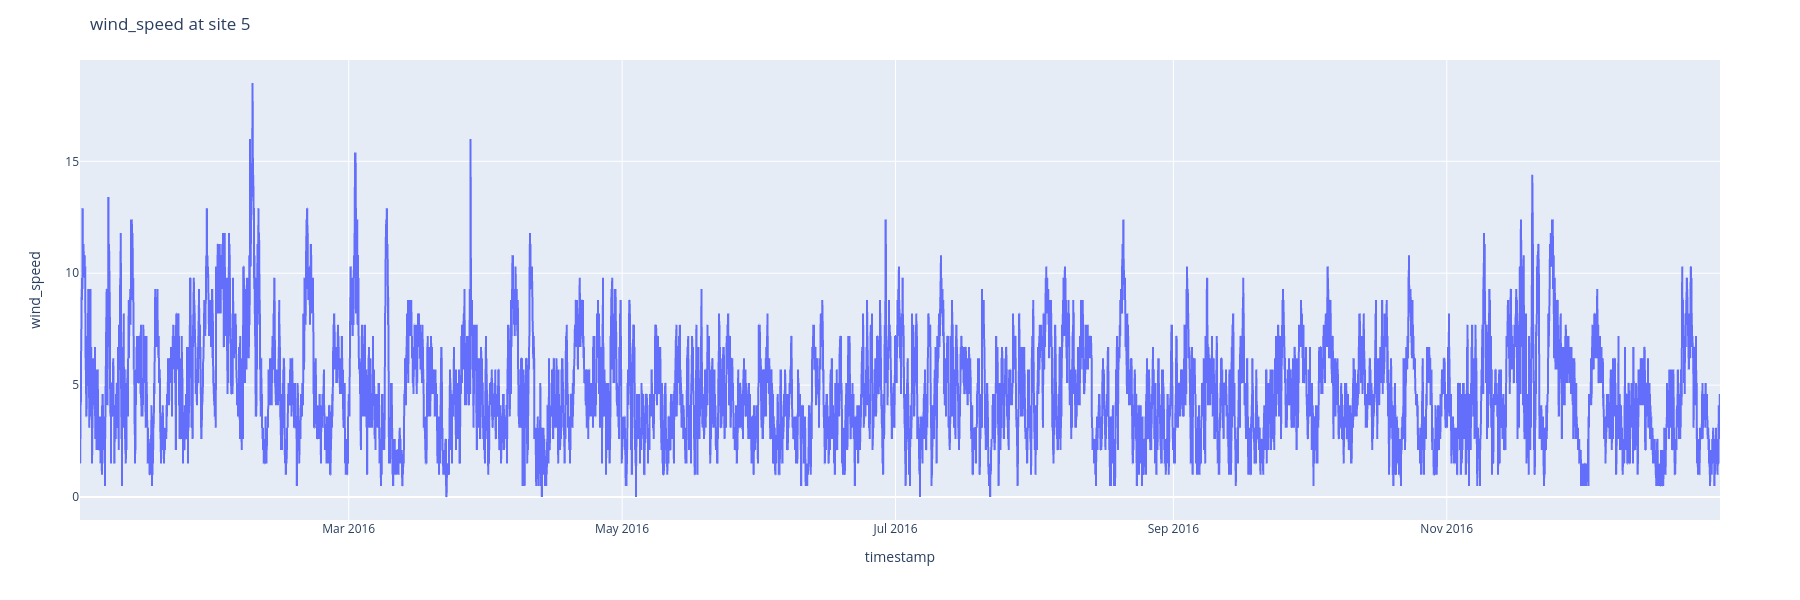 wind_speed at site 5
wind_speed
15
10
5
0
Mar 2016
May 2016
Jul 2016
Sep 2016
Nov 2016
timestamp